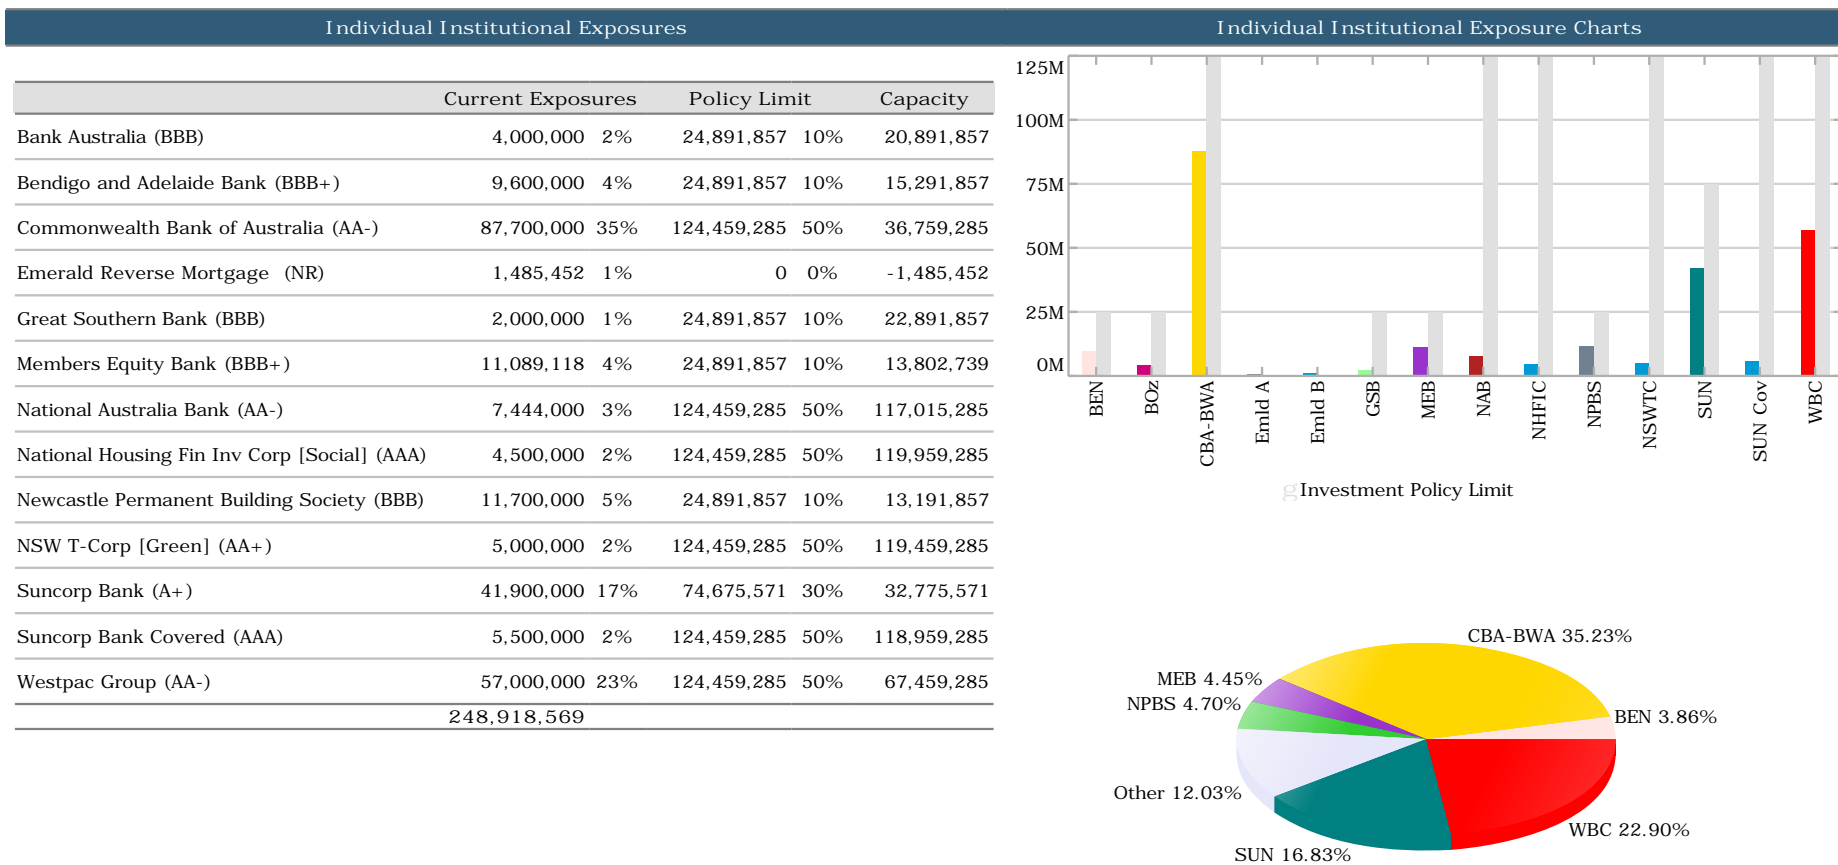 Individual Institutional Exposures
Current Exposures Policy Limit Capacity
Bank Australia (BBB) 4,000,000 2% 24,891,857 10% 20,891,857
Bendigo and Adelaide Bank (BBB+) 9,600,000 4% 24,891,857 10% 15,291,857
Commonwealth Bank of Australia (AA-) 87,700,000 35% 124,459,285 50% 36,759,285
Emerald Reverse Mortgage (NR) 1,485,452 1% 0 0% -1,485,452
Great Southern Bank (BBB) 2,000,000 1% 24,891,857 10% 22,891,857
Members Equity Bank (BBB+) 11,089,118 4% 24,891,857 10% 13,802,739
National Australia Bank (AA-) 7,444,000 3% 124,459,285 50% 117,015,285
National Housing Fin Inv Corp [Social] (AAA) 4,500,000 2% 124,459,285 50% 119,959,285
Newcastle Permanent Building Society (BBB) 11,700,000 5% 24,891,857 10% 13,191,857
NSW T-Corp [Green] (AA+) 5,000,000 2% 124,459,285 50% 119,459,285
Suncorp Bank (A+) 41,900,000 17% 74,675,571 30% 32,775,571
Suncorp Bank Covered (AAA) 5,500,000 2% 124,459,285 50% 118,959,285
Westpac Group (AA-) 57,000,000 23% 124,459,285 50% 67,459,285
248,918,569
Individual Institutional Exposure Charts
125M
100M
75M
50M
25M
0M
BEN
BOz
CBA-BWA
Emld A
Emld B
GSB
MEB
NAB
NHFIC
NPBS
NSWTC
SUN
SUN Cov
WBC
g Investment Policy Limit
CBA-BWA 35.23%
MEB 4.45%
NPBS 4.70%
BEN 3.86%
Other 12.03%
WBC 22.90%
SUN 16.83%